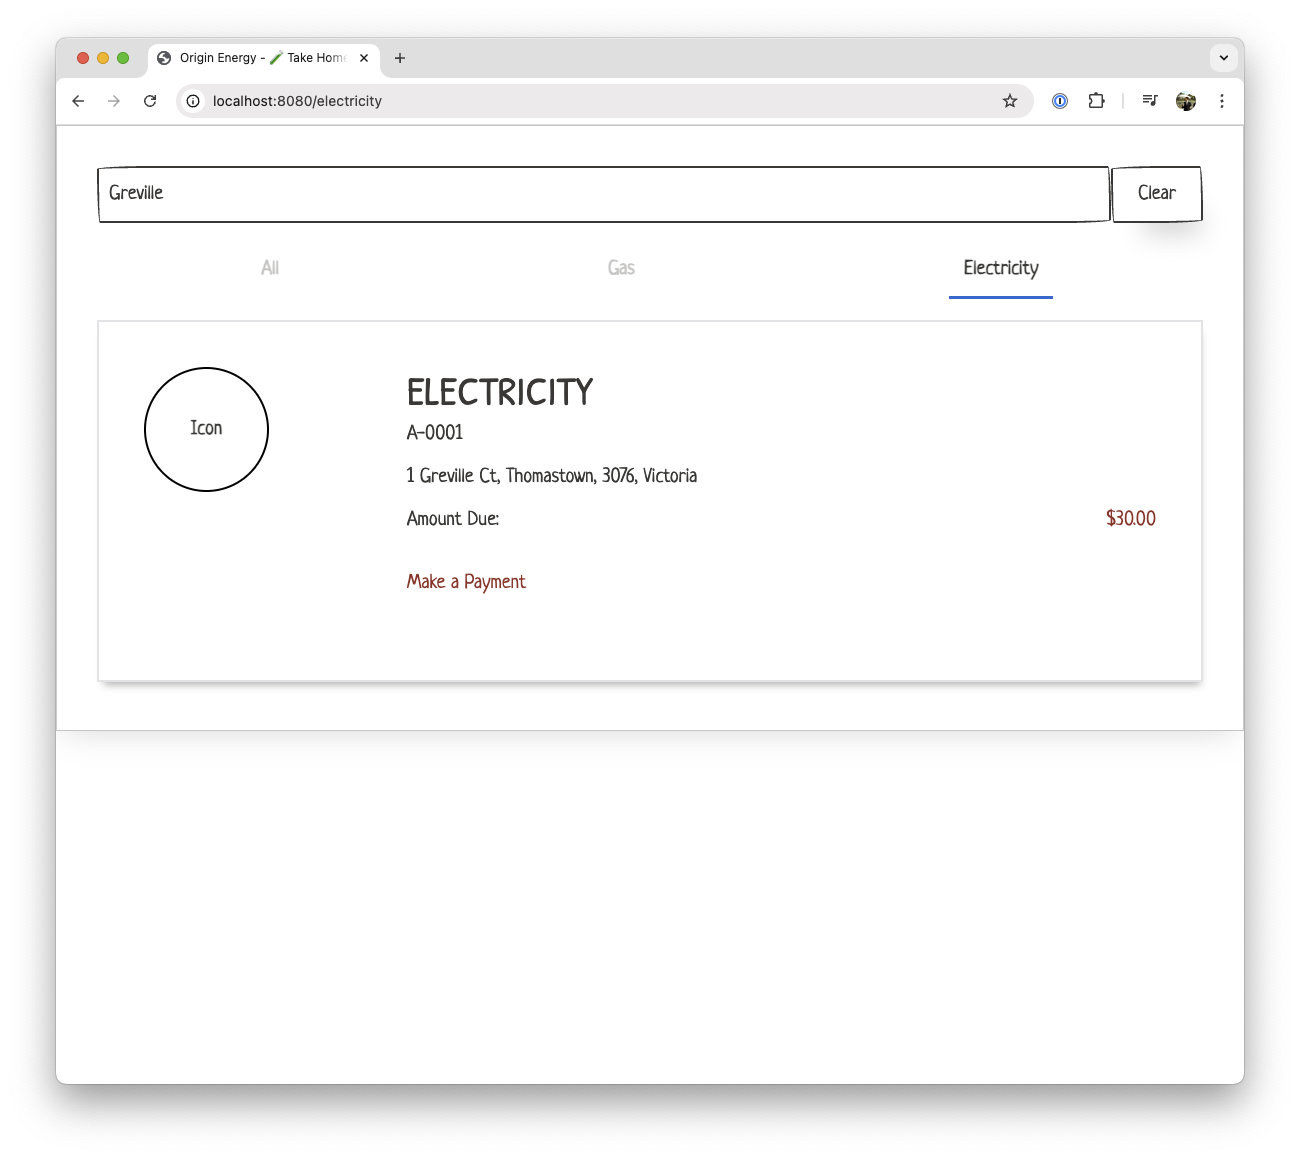 Origin Energy - Take Home
localhost:8080/electricity
Greville
Clear
All Gas Electricity
Icon
ELECTRICITY
A-0001
1 Greville Ct, Thomastown, 3076, Victoria
Amount Due: $30.00
Make a Payment